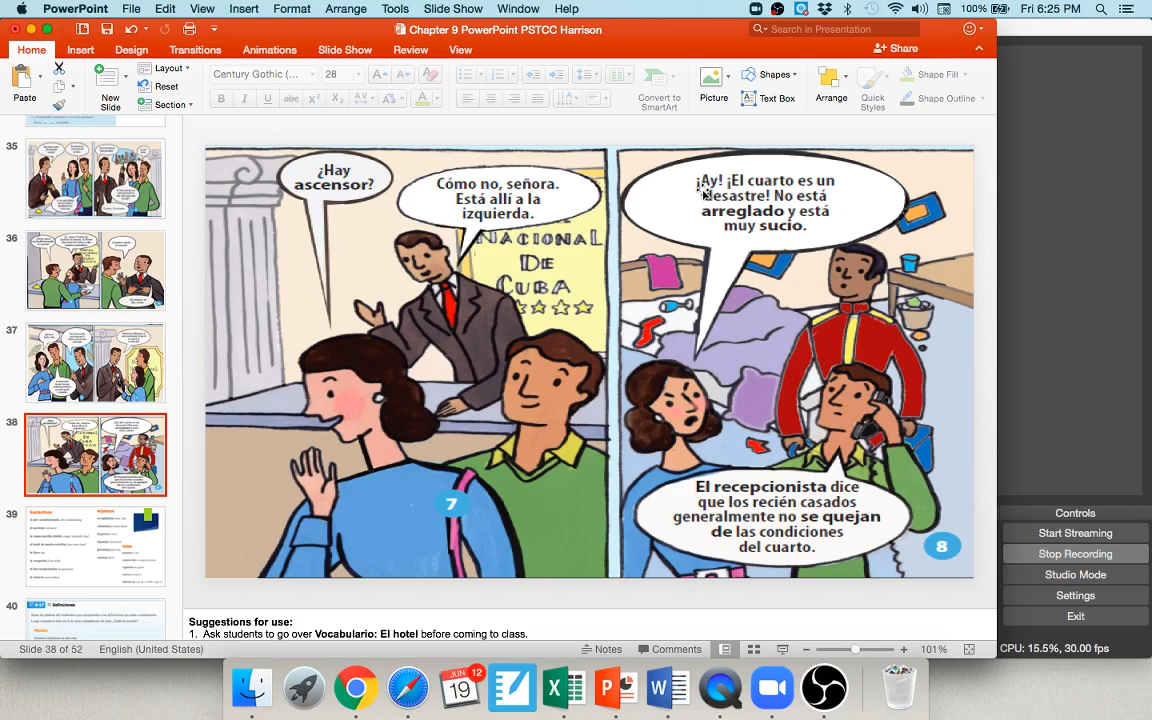 PowerPoint File Edit View Insert Format Arrange Tools Slide Show Window Help
100% Fri 6:25 PM
Chapter 9 PowerPoint PSTCC Harrison
Search in Presentation
Home Insert Design Transitions Animations Slide Show Review View
Share
Paste
New
Slide
Layout
Reset
Section
Century Gothic (...
28
Convert to
SmartArt
Picture
Shapes
Text Box
Arrange
Quick
Styles
Shape Fill
Shape Outline
35
36
37
38
39
40
¿Hay
ascensor?
Cómo no, señora.
Está allí a la
izquierda.
NACIONAL
DE
CUBA
7
¡Ay! ¡El cuarto es un
desastre! No está
arreglado y está
muy sucio.
El recepcionista dice
que los recién casados
generalmente no se quejan
de las condiciones
del cuarto.
8
Suggestions for use:
1. Ask students to go over Vocabulario: El hotel before coming to class.
Slide 38 of 52
English (United States)
Notes
Comments
101%
Controls
Start Streaming
Stop Recording
Studio Mode
Settings
Exit
CPU: 15.5%, 30.00 fps
JUN
19
12